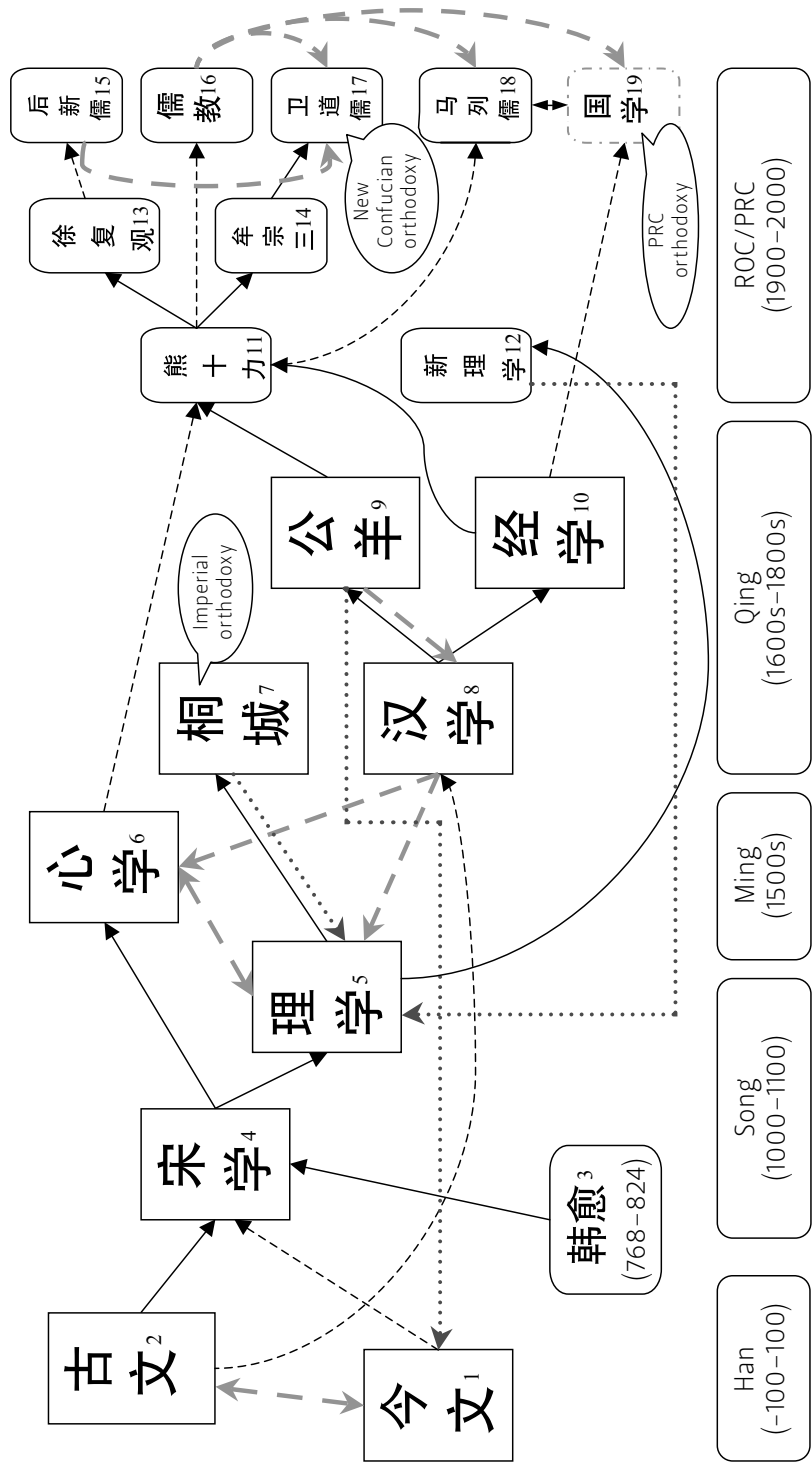 今
文1
古
文2
韩愈3
(768–824)
宋
学4
理
学5
心
学6
桐
城7
Imperial
orthodoxy
汉
学8
公
羊9
经
学10
熊
十
力11
新
理
学12
徐
复
观13
牟
宗
三14
后
新
儒15
儒
教16
卫
道
儒17
New
Confucian
orthodoxy
马
列
儒18
国
学19
PRC
orthodoxy
Han
(-100–100)
Song
(1000–1100)
Ming
(1500s)
Qing
(1600s–1800s)
ROC/PRC
(1900–2000)